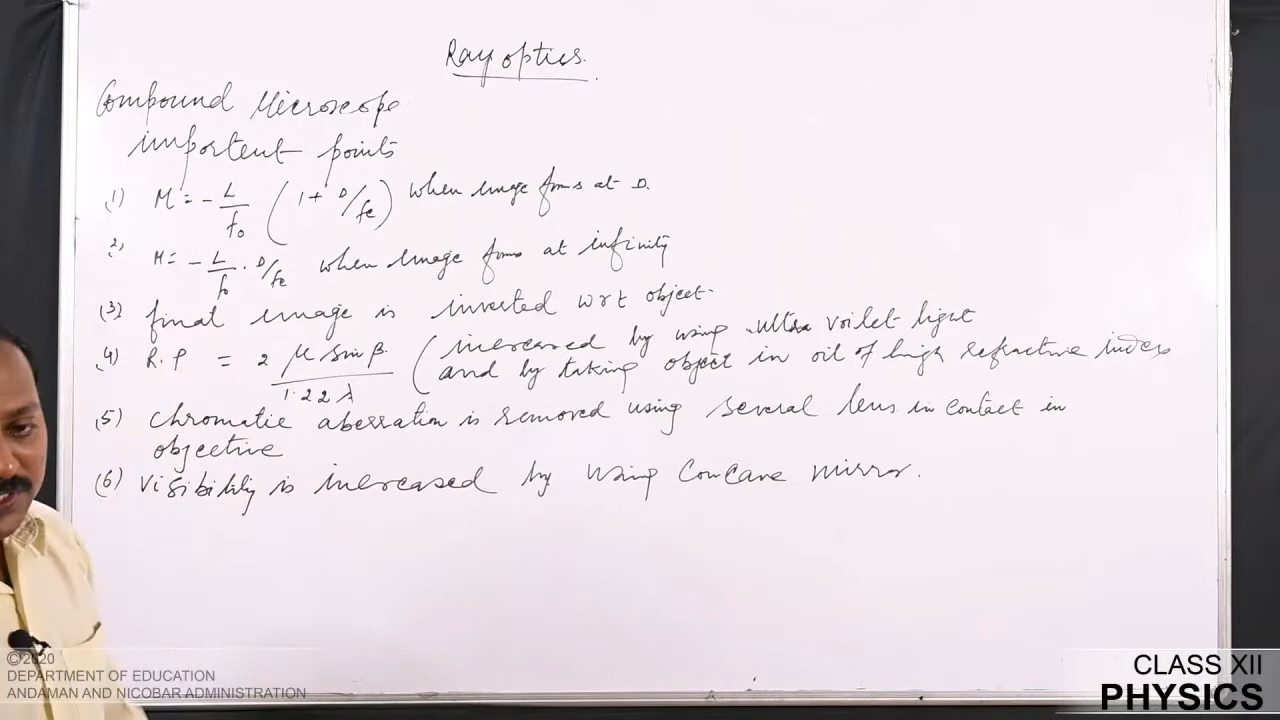 Ray optics.
Compound Microscope
important points
(1) M = - L/fo (1 + D/fe) when image forms at D.
(2) M = - L/fo . D/fe when image forms at infinity
(3) final image is inverted wrt object.
(4) R.P = 2 μ sin β / 1.22 λ (increased by using ultra voilet light
and by taking object in oil of high refractive index
(5) chromatic aberration is removed using several lens in contact in
objective
(6) visibility is increased by using Concave mirror.
©2020
DEPARTMENT OF EDUCATION
ANDAMAN AND NICOBAR ADMINISTRATION
CLASS XII
PHYSICS